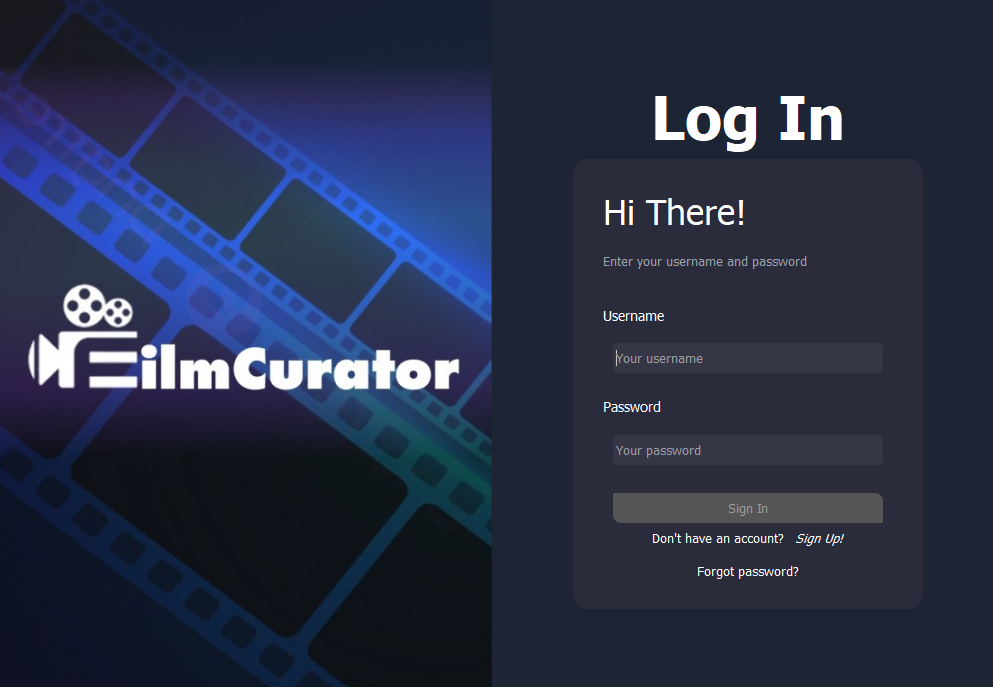 FilmCurator
Log In
Hi There!
Enter your username and password
Username
Your username
Password
Your password
Sign In
Don't have an account? Sign Up!
Forgot password?